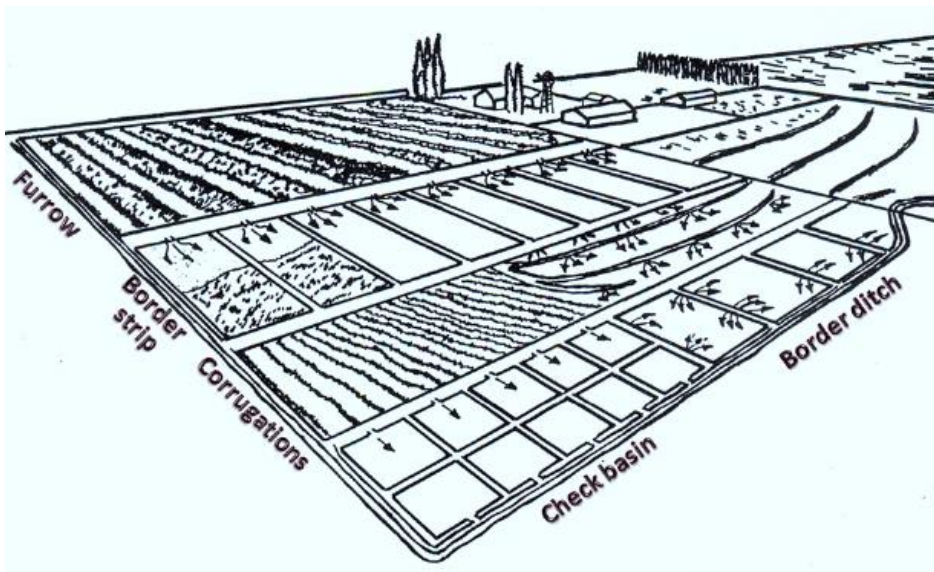 Furrow
Border
strip
Corrugations
Check basin
Border ditch